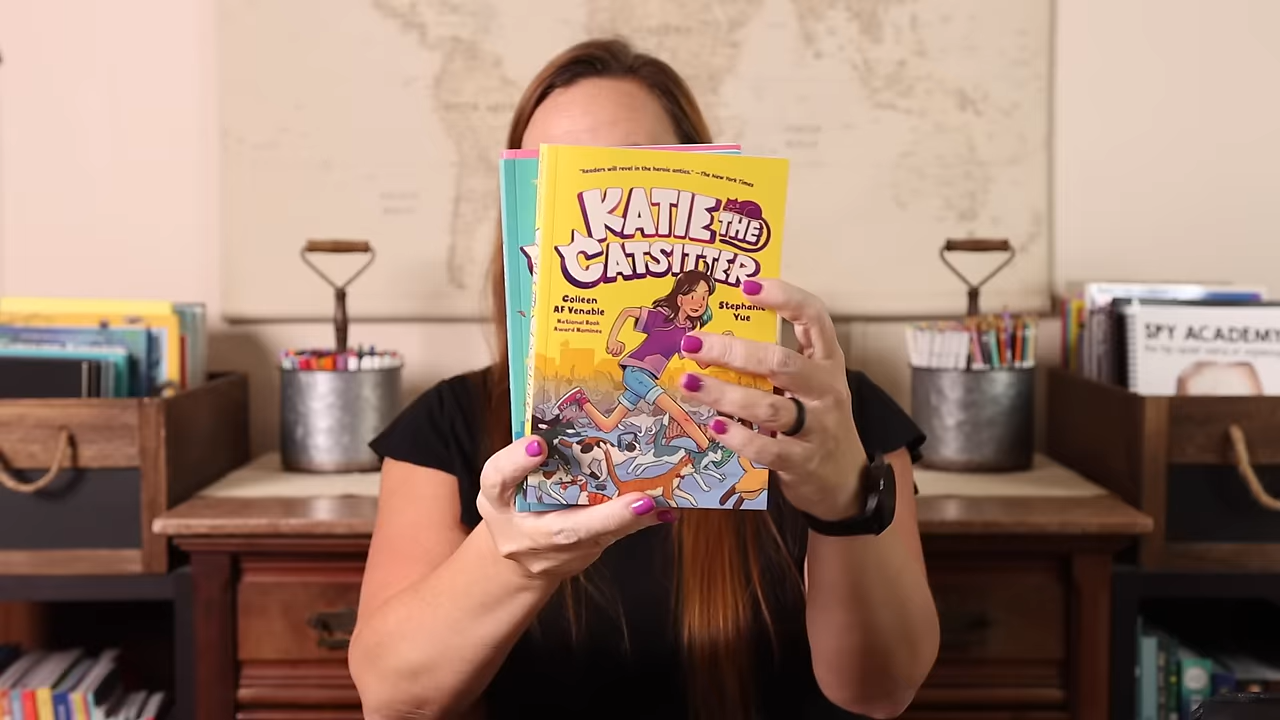 "Readers will revel in the heroic antics." —The New York Times
KATIE THE
CATSITTER
Colleen
AF Venable
National Book
Award Nominee
Stephanie
Yue
SPY ACADEMY